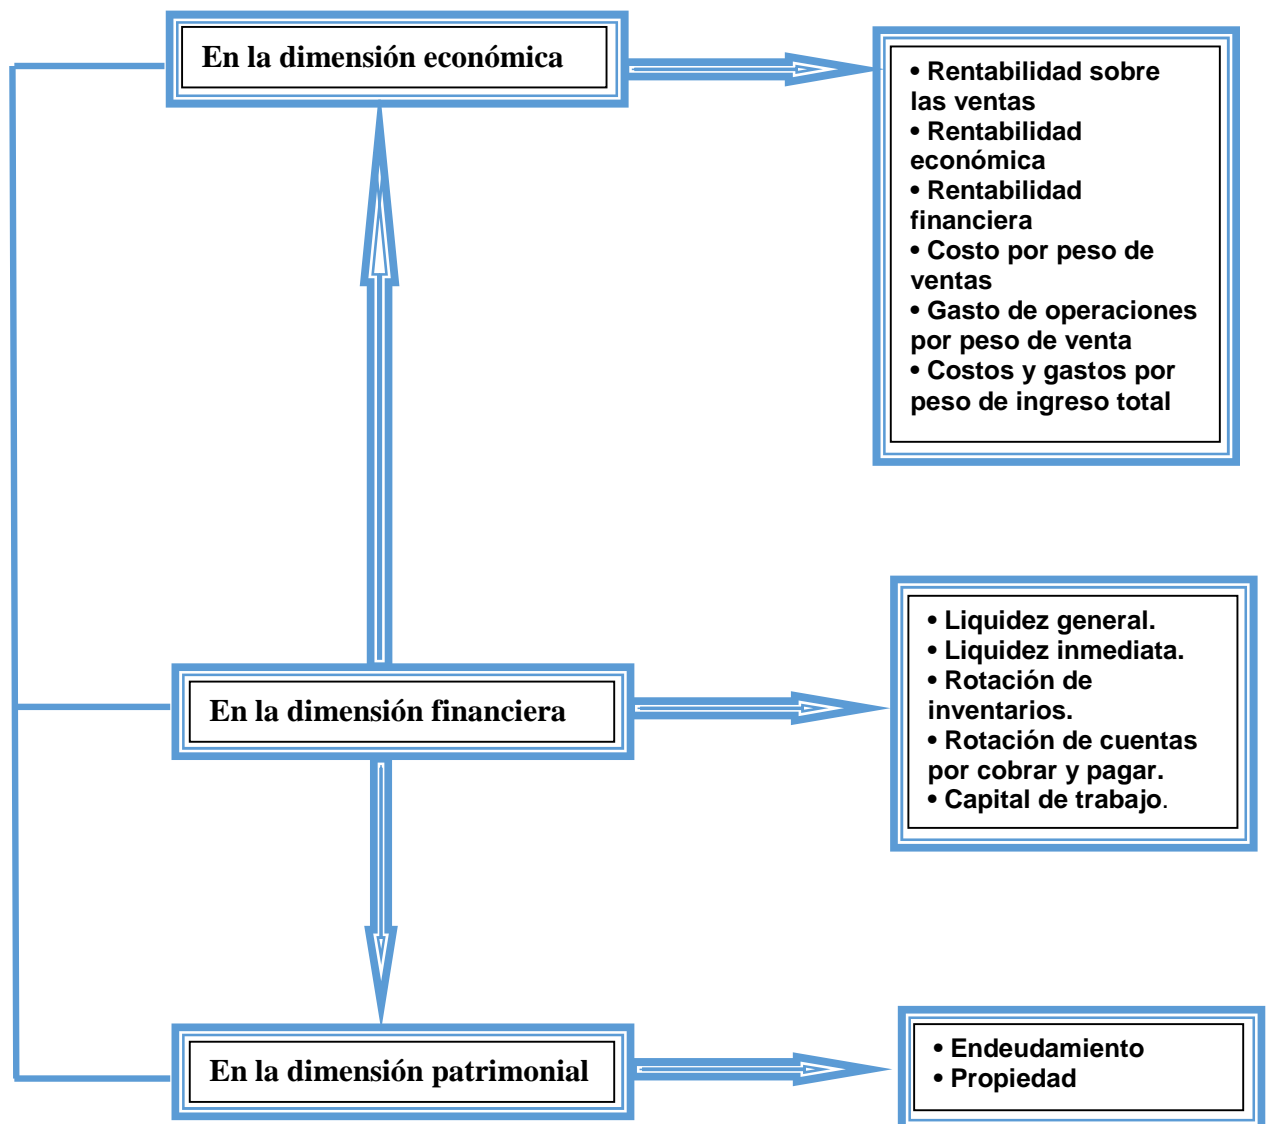 En la dimensión económica
• Rentabilidad sobre
las ventas
• Rentabilidad
económica
• Rentabilidad
financiera
• Costo por peso de
ventas
• Gasto de operaciones
por peso de venta
• Costos y gastos por
peso de ingreso total
En la dimensión financiera
• Liquidez general.
• Liquidez inmediata.
• Rotación de
inventarios.
• Rotación de cuentas
por cobrar y pagar.
• Capital de trabajo.
En la dimensión patrimonial
• Endeudamiento
• Propiedad